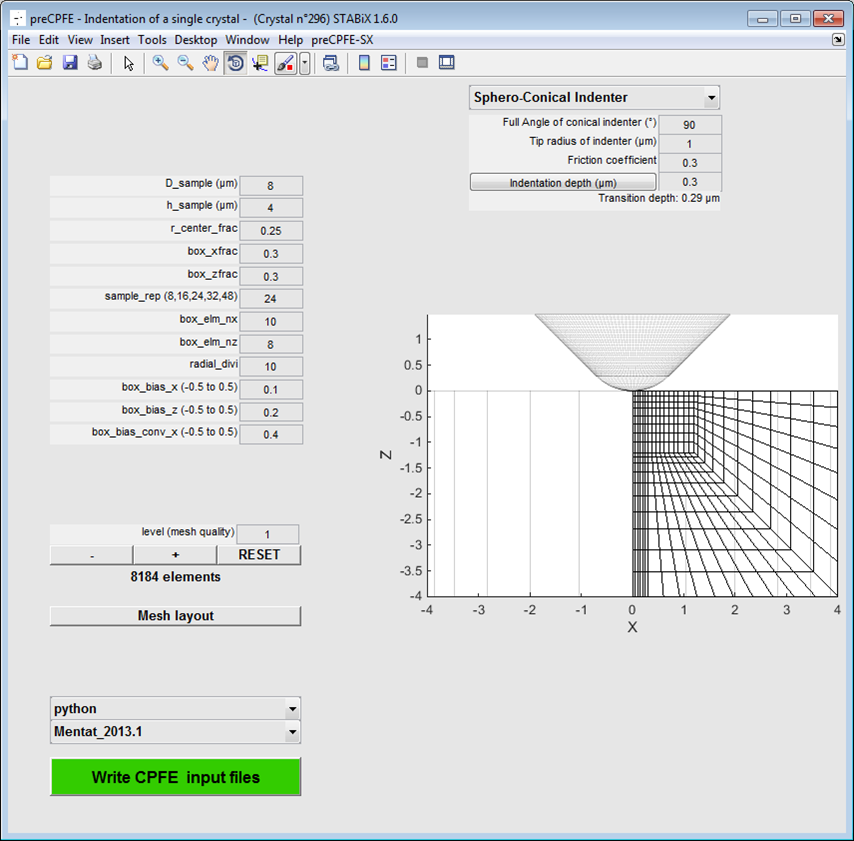 preCPFE - Indentation of a single crystal - (Crystal n°296) STABiX 1.6.0
File Edit View Insert Tools Desktop Window Help preCPFE-SX
Sphero-Conical Indenter
Full Angle of conical indenter (°) 90
Tip radius of indenter (µm) 1
Friction coefficient 0.3
Indentation depth (µm) 0.3
Transition depth: 0.29 µm
D_sample (µm) 8
h_sample (µm) 4
r_center_frac 0.25
box_xfrac 0.3
box_zfrac 0.3
sample_rep (8,16,24,32,48) 24
box_elm_nx 10
box_elm_nz 8
radial_divi 10
box_bias_x (-0.5 to 0.5) 0.1
box_bias_z (-0.5 to 0.5) 0.2
box_bias_conv_x (-0.5 to 0.5) 0.4
level (mesh quality) 1
- + RESET
8184 elements
Mesh layout
python
Mentat_2013.1
Write CPFE input files
1
0.5
0
-0.5
-1
-1.5
-2
-2.5
-3
-3.5
-4
Z
-4 -3 -2 -1 0 1 2 3 4
X